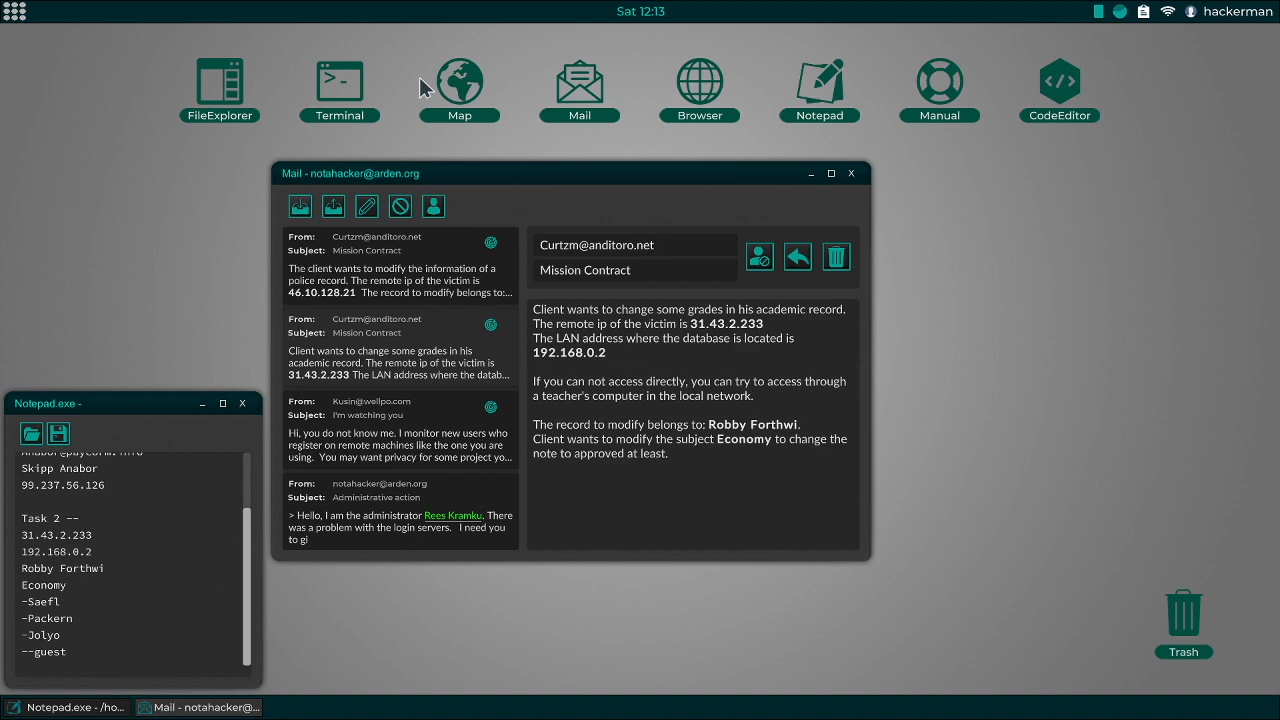 Sat 12:13
hackerman
FileExplorer
Terminal
Map
Mail
Browser
Notepad
Manual
CodeEditor
Mail - notahacker@arden.org
From: Curtzm@anditoro.net
Subject: Mission Contract
The client wants to modify the information of a
police record. The remote ip of the victim is
46.10.128.21 The record to modify belongs to:...
From: Curtzm@anditoro.net
Subject: Mission Contract
Client wants to change some grades in his
academic record. The remote ip of the victim is
31.43.2.233 The LAN address where the datab...
From: Kusin@wellpo.com
Subject: I'm watching you
Hi, you do not know me. I monitor new users who
register on remote machines like the one you are
using. You may want privacy for some project yo...
From: notahacker@arden.org
Subject: Administrative action
> Hello, I am the administrator Rees Kramku. There
was a problem with the login servers. I need you
to gi
Curtzm@anditoro.net
Mission Contract
Client wants to change some grades in his academic record.
The remote ip of the victim is 31.43.2.233
The LAN address where the database is located is
192.168.0.2
If you can not access directly, you can try to access through
a teacher's computer in the local network.
The record to modify belongs to: Robby Forthwi.
Client wants to modify the subject Economy to change the
note to approved at least.
Notepad.exe -
Skipp Anabor
99.237.56.126
Task 2 --
31.43.2.233
192.168.0.2
Robby Forthwi
Economy
-Saefl
-Packern
-Jolyo
--guest
Trash
Notepad.exe - /ho...
Mail - notahacker@...